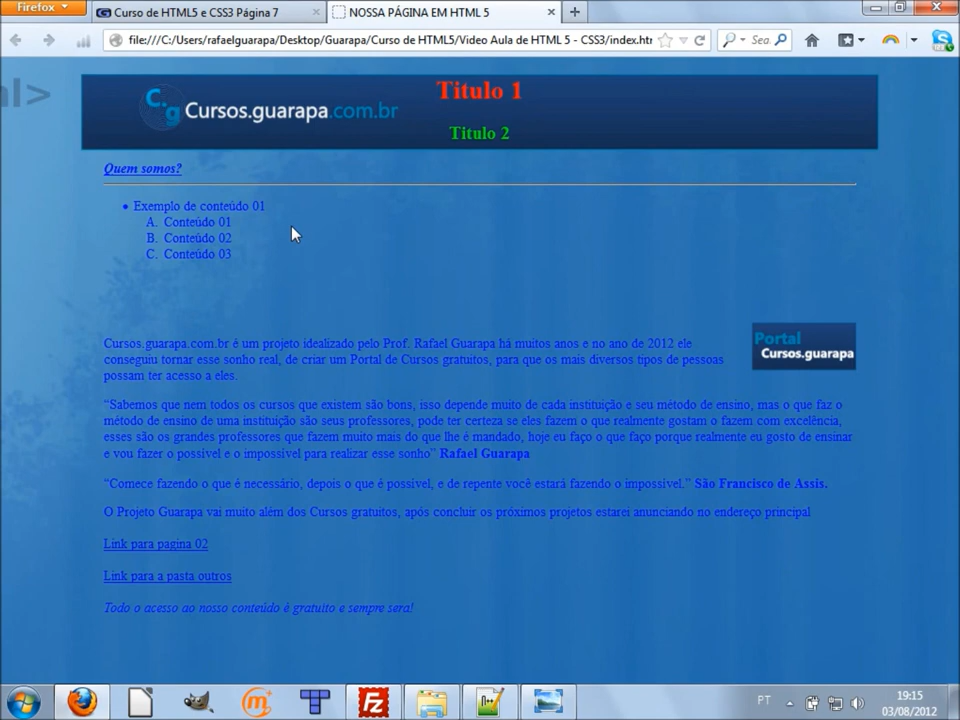 Firefox
Curso de HTML5 e CSS3 Página 7
NOSSA PÁGINA EM HTML 5
file:///C:/Users/rafaelguarapa/Desktop/Guarapa/Curso de HTML5/Video Aula de HTML 5 - CSS3/index.htr
Sea
nl>
C.g Cursos.guarapa.com.br
Titulo 1
Titulo 2
Quem somos?
Exemplo de conteúdo 01
A. Conteúdo 01
B. Conteúdo 02
C. Conteúdo 03
Portal
Cursos.guarapa
Cursos.guarapa.com.br é um projeto idealizado pelo Prof. Rafael Guarapa há muitos anos e no ano de 2012 ele
conseguiu tornar esse sonho real, de criar um Portal de Cursos gratuitos, para que os mais diversos tipos de pessoas
possam ter acesso a eles.
“Sabemos que nem todos os cursos que existem são bons, isso depende muito de cada instituição e seu método de ensino, mas o que faz o
método de ensino de uma instituição são seus professores, pode ter certeza se eles fazem o que realmente gostam o fazem com excelência,
esses são os grandes professores que fazem muito mais do que lhe é mandado, hoje eu faço o que faço porque realmente eu gosto de ensinar
e vou fazer o possível e o impossível para realizar esse sonho” Rafael Guarapa
“Comece fazendo o que é necessário, depois o que é possível, e de repente você estará fazendo o impossível.” São Francisco de Assis.
O Projeto Guarapa vai muito além dos Cursos gratuitos, após concluir os próximos projetos estarei anunciando no endereço principal
Link para pagina 02
Link para a pasta outros
Todo o acesso ao nosso conteúdo é gratuito e sempre sera!
PT
19:15
03/08/2012